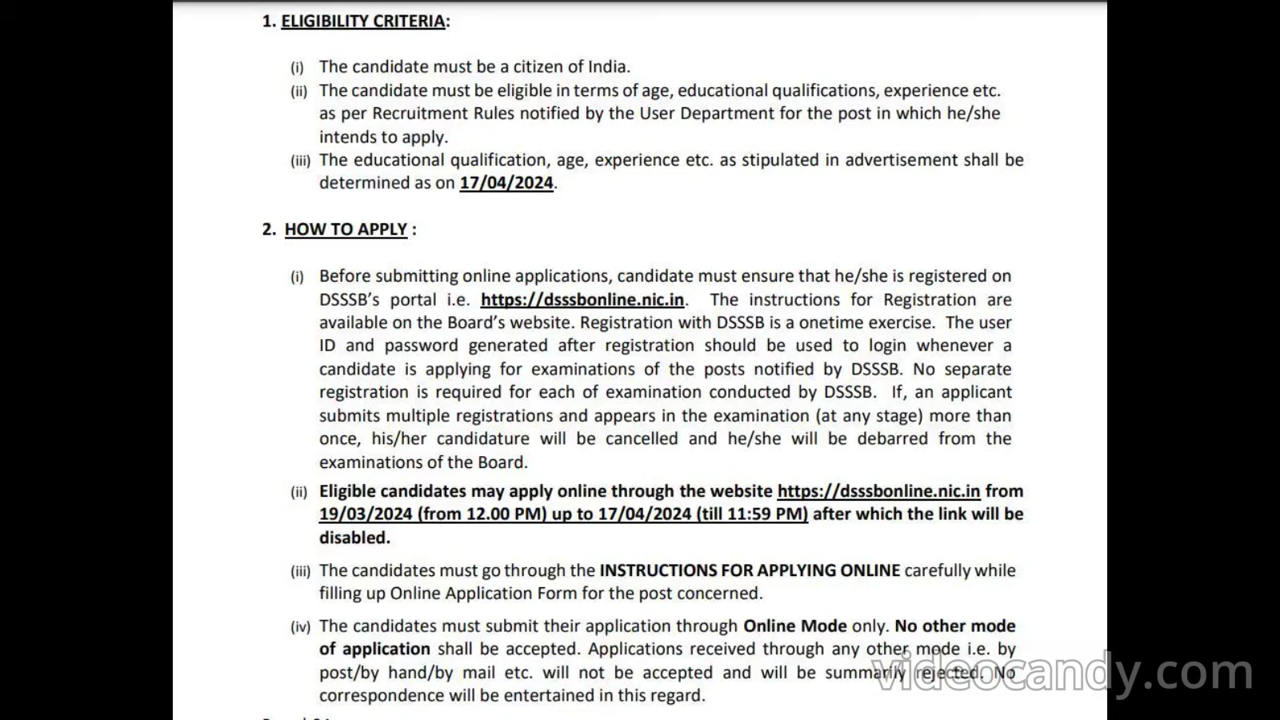 1. ELIGIBILITY CRITERIA:
(i) The candidate must be a citizen of India.
(ii) The candidate must be eligible in terms of age, educational qualifications, experience etc.
as per Recruitment Rules notified by the User Department for the post in which he/she
intends to apply.
(iii) The educational qualification, age, experience etc. as stipulated in advertisement shall be
determined as on 17/04/2024.
2. HOW TO APPLY :
(i) Before submitting online applications, candidate must ensure that he/she is registered on
DSSSB’s portal i.e. https://dsssbonline.nic.in. The instructions for Registration are
available on the Board’s website. Registration with DSSSB is a onetime exercise. The user
ID and password generated after registration should be used to login whenever a
candidate is applying for examinations of the posts notified by DSSSB. No separate
registration is required for each of examination conducted by DSSSB. If, an applicant
submits multiple registrations and appears in the examination (at any stage) more than
once, his/her candidature will be cancelled and he/she will be debarred from the
examinations of the Board.
(ii) Eligible candidates may apply online through the website https://dsssbonline.nic.in from
19/03/2024 (from 12.00 PM) up to 17/04/2024 (till 11:59 PM) after which the link will be
disabled.
(iii) The candidates must go through the INSTRUCTIONS FOR APPLYING ONLINE carefully while
filling up Online Application Form for the post concerned.
(iv) The candidates must submit their application through Online Mode only. No other mode
of application shall be accepted. Applications received through any other mode i.e. by
post/by hand/by mail etc. will not be accepted and will be summarily rejected. No
correspondence will be entertained in this regard.
videocandy.com